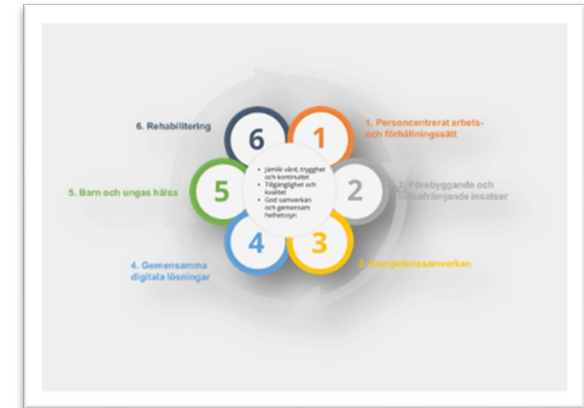 6. Rehabilitering
1. Personcentrerat arbets-
och förhållningssätt
6
1
5. Barn och ungas hälsa
5
• Jämlik vård, trygghet
och kontinuitet
• Tillgänglighet och
kvalitet
• God samverkan
och gemensam
helhetssyn
2
2. Förebyggande och
hälsofrämjande insatser
4
3
4. Gemensamma
digitala lösningar
3. Kompetenssamverkan